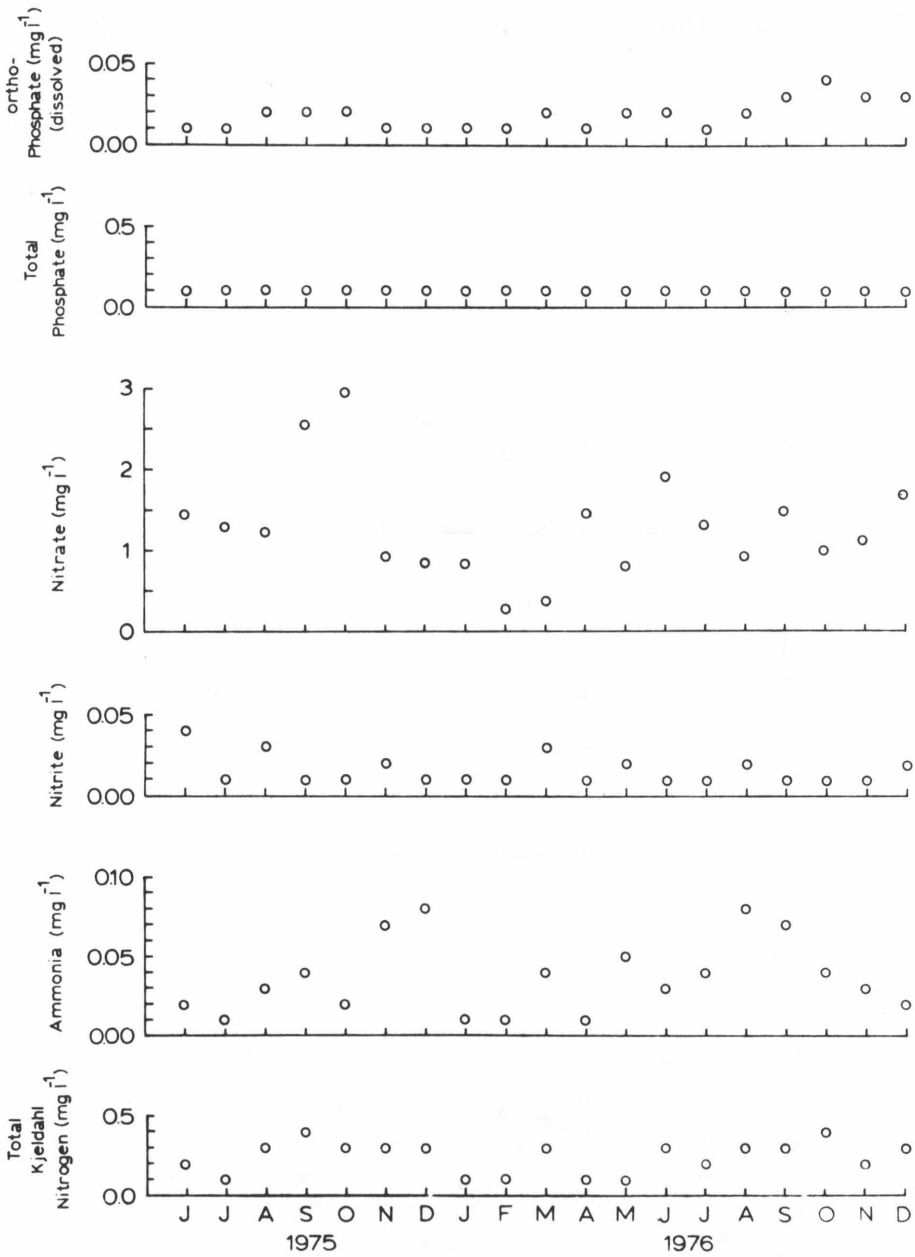 ortho-
Phosphate (mg l⁻¹)
(dissolved)
0.05
0.00
Total
Phosphate (mg l⁻¹)
0.5
0.0
Nitrate (mg l⁻¹)
3
2
1
0
Nitrite (mg l⁻¹)
0.05
0.00
Ammonia (mg l⁻¹)
0.10
0.05
0.00
Total
Kjeldahl
Nitrogen (mg l⁻¹)
0.5
0.0
J J A S O N D J F M A M J J A S O N D
1975 1976